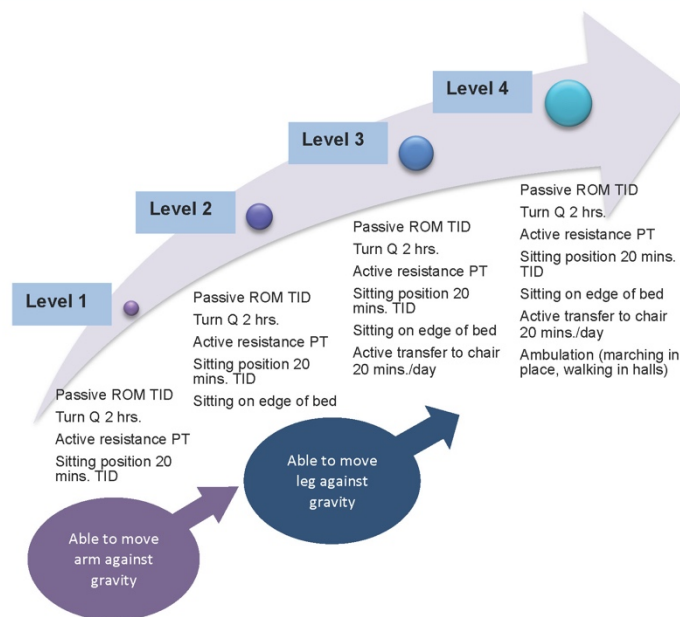 Level 1
Passive ROM TID
Turn Q 2 hrs.
Active resistance PT
Sitting position 20
mins. TID
Able to move
arm against
gravity
Level 2
Passive ROM TID
Turn Q 2 hrs.
Active resistance PT
Sitting position 20
mins. TID
Sitting on edge of bed
Able to move
leg against
gravity
Level 3
Passive ROM TID
Turn Q 2 hrs.
Active resistance PT
Sitting position 20
mins. TID
Sitting on edge of bed
Active transfer to chair
20 mins./day
Level 4
Passive ROM TID
Turn Q 2 hrs.
Active resistance PT
Sitting position 20 mins.
TID
Sitting on edge of bed
Active transfer to chair
20 mins./day
Ambulation (marching in
place, walking in halls)